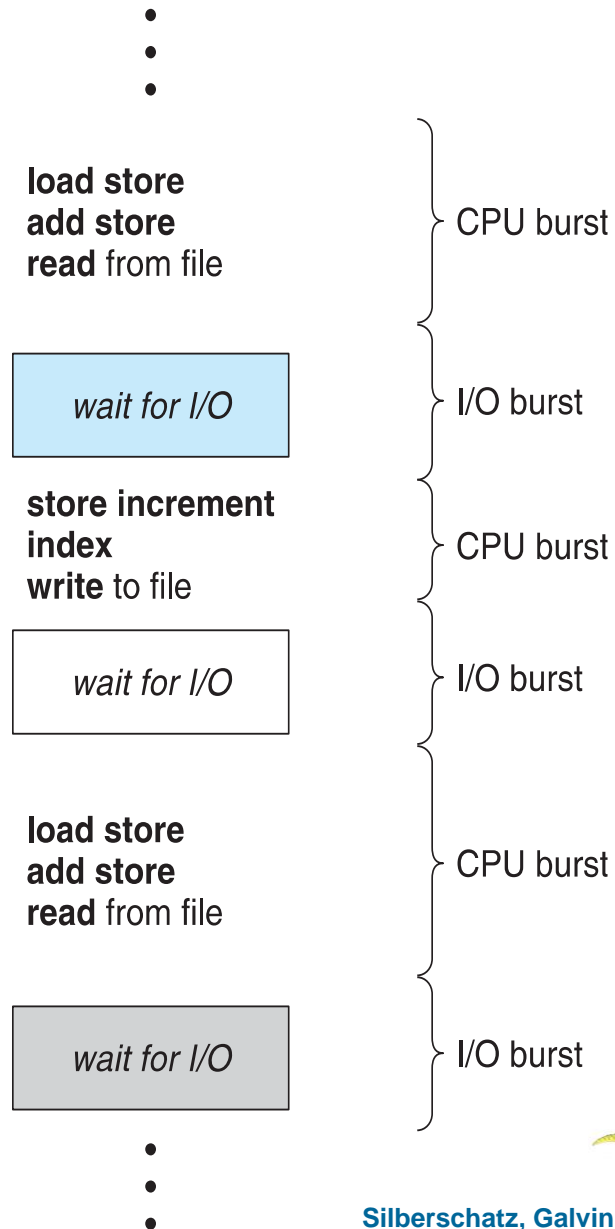 load store
add store
read from file
CPU burst
wait for I/O
I/O burst
store increment
index
write to file
CPU burst
wait for I/O
I/O burst
load store
add store
read from file
CPU burst
wait for I/O
I/O burst
Silberschatz, Galvin